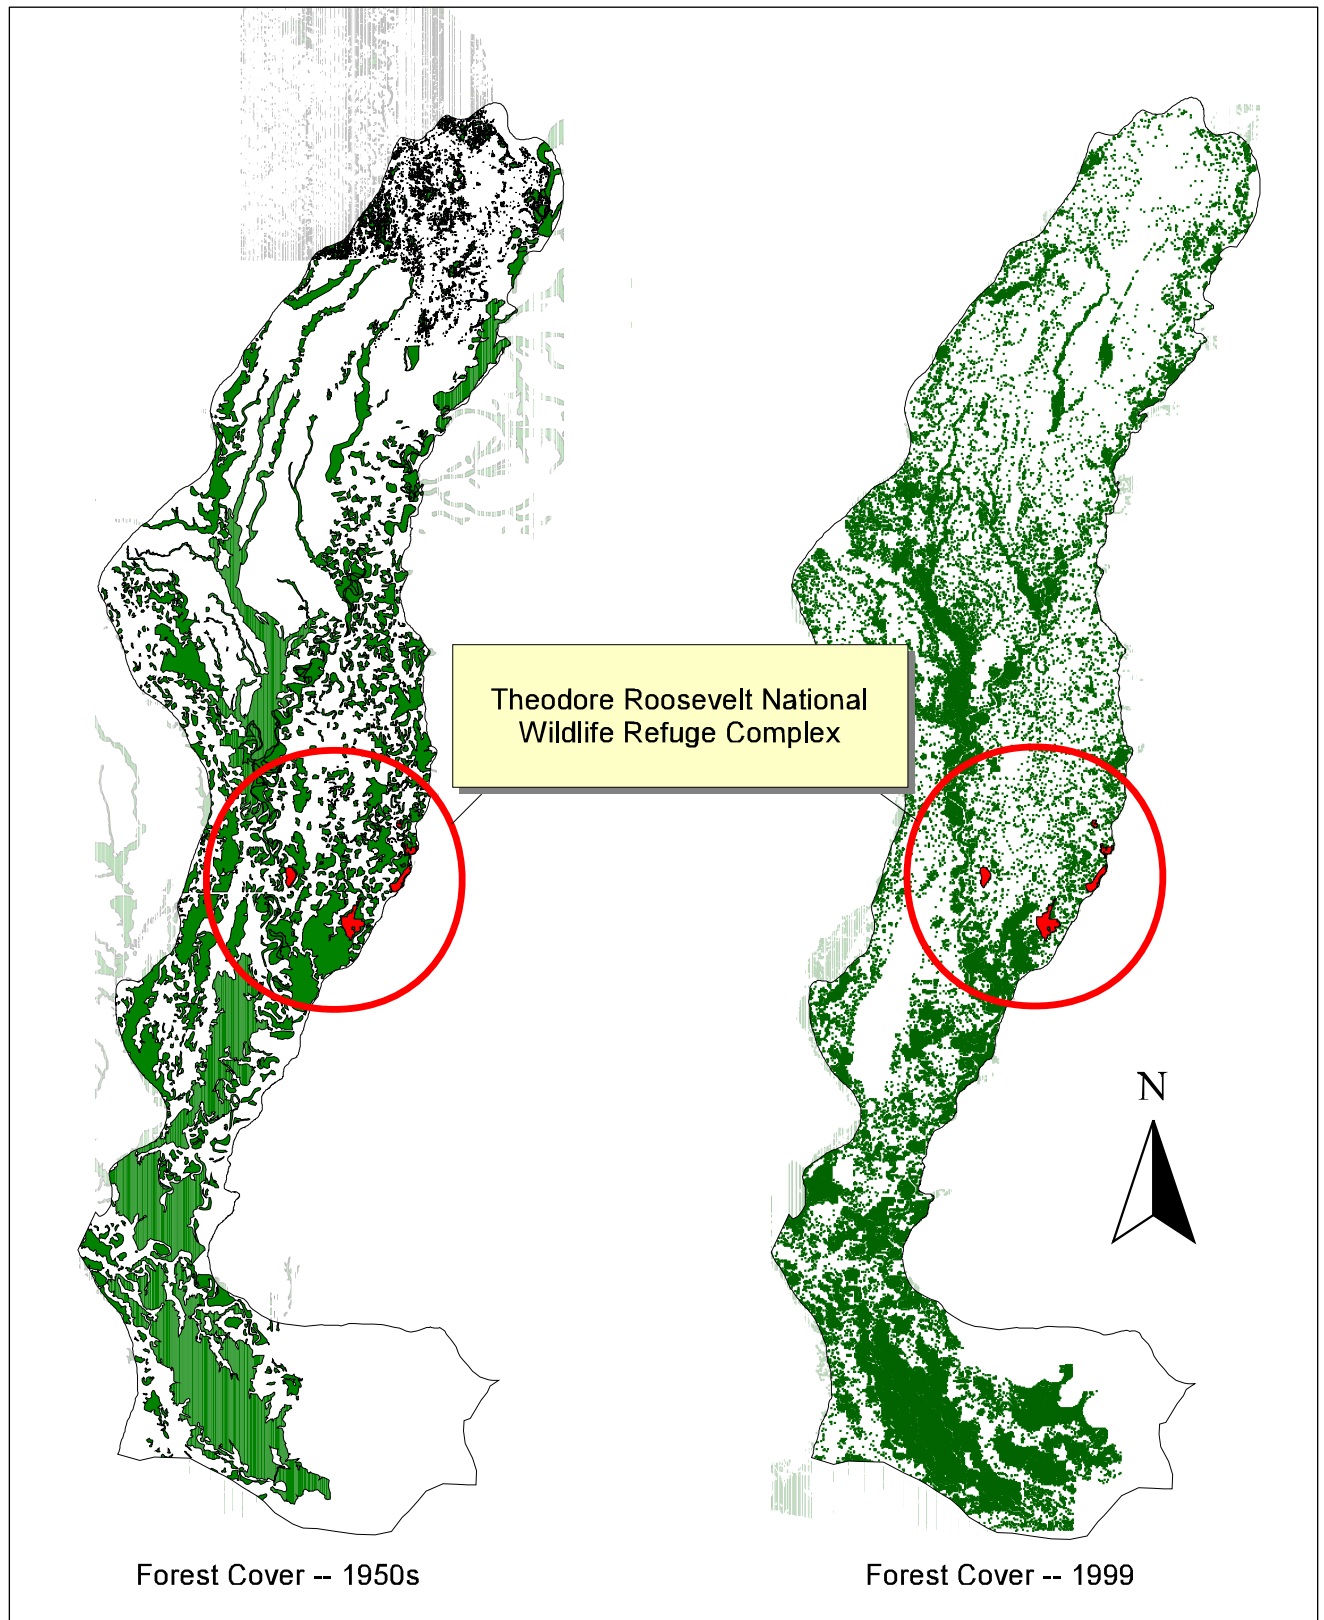 Theodore Roosevelt National
Wildlife Refuge Complex
N
Forest Cover -- 1950s
Forest Cover -- 1999